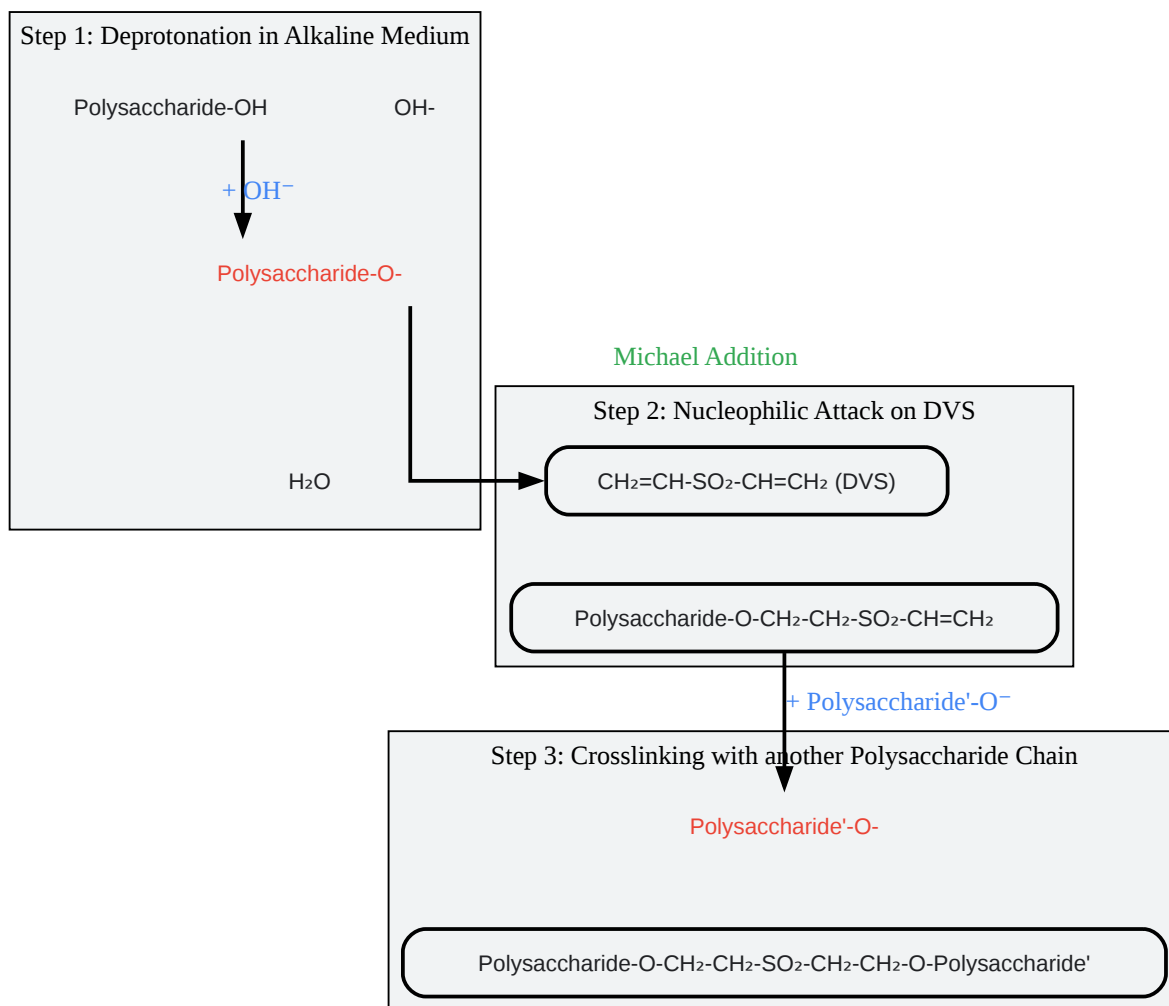 Step 1: Deprotonation in Alkaline Medium
Polysaccharide-OH
OH-
+ OH⁻
Polysaccharide-O-
H₂O
Michael Addition
Step 2: Nucleophilic Attack on DVS
CH₂=CH-SO₂-CH=CH₂ (DVS)
Polysaccharide-O-CH₂-CH₂-SO₂-CH=CH₂
+ Polysaccharide'-O⁻
Step 3: Crosslinking with another Polysaccharide Chain
Polysaccharide'-O-
Polysaccharide-O-CH₂-CH₂-SO₂-CH₂-CH₂-O-Polysaccharide'